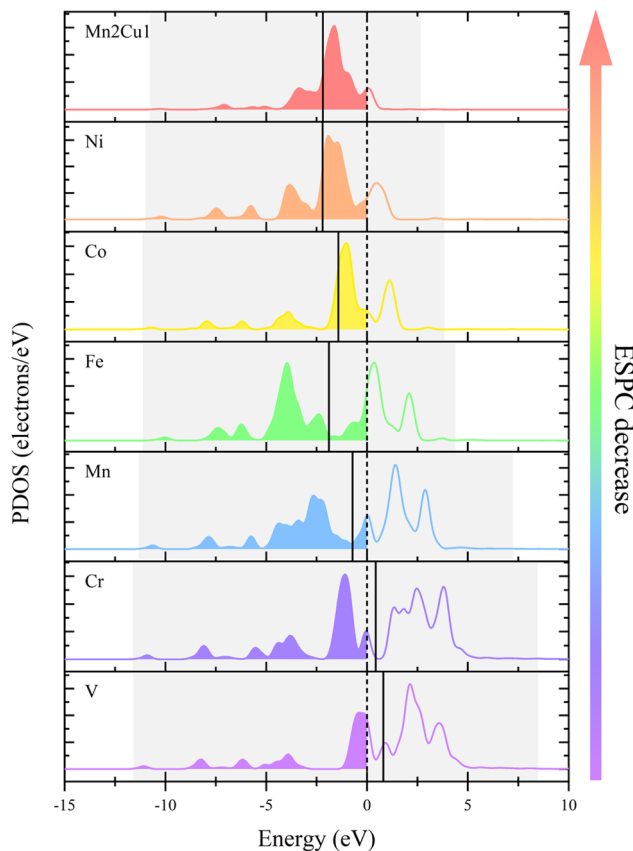 Mn2Cu1
Ni
Co
Fe
Mn
Cr
V
PDOS (electrons/eV)
-15
-10
-5
0
5
10
Energy (eV)
ESPC decrease